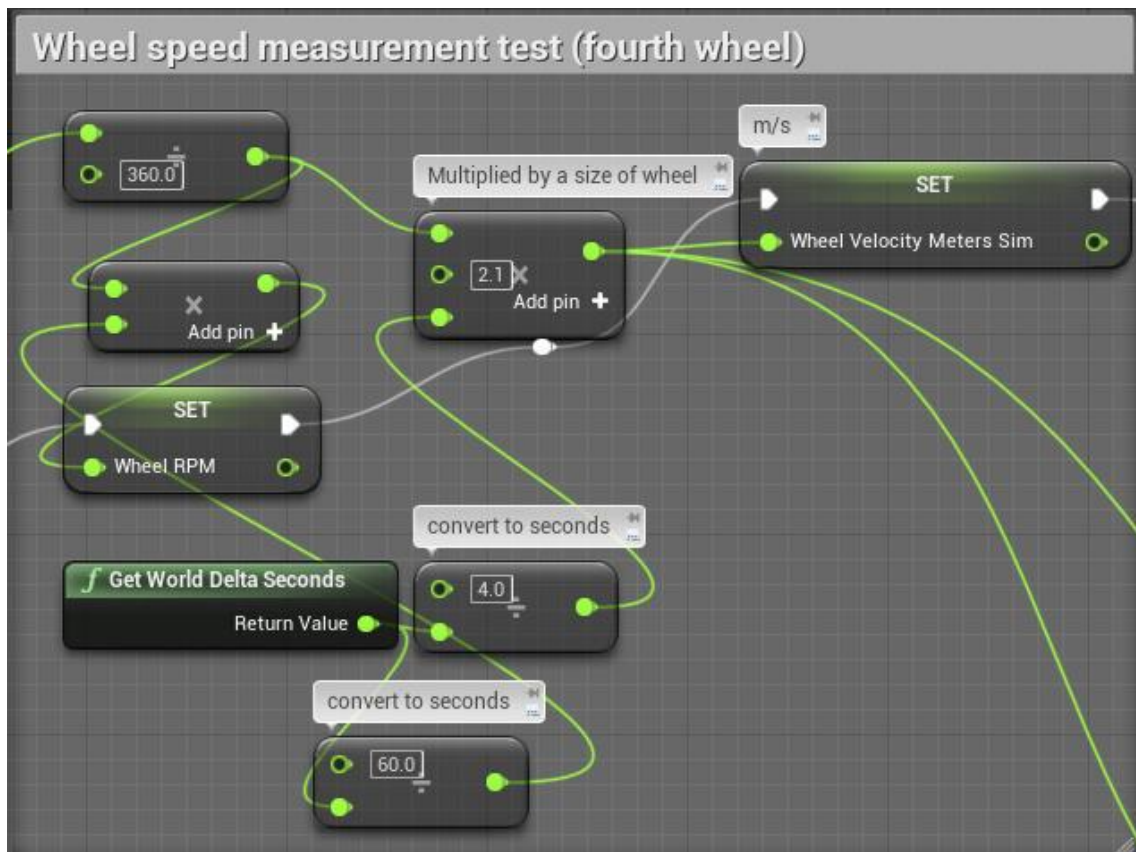 Wheel speed measurement test (fourth wheel)
360.0
÷
m/s
Multiplied by a size of wheel
SET
Wheel Velocity Meters Sim
2.1
×
Add pin +
×
Add pin +
SET
Wheel RPM
convert to seconds
f Get World Delta Seconds
Return Value
4.0
÷
convert to seconds
60.0
÷